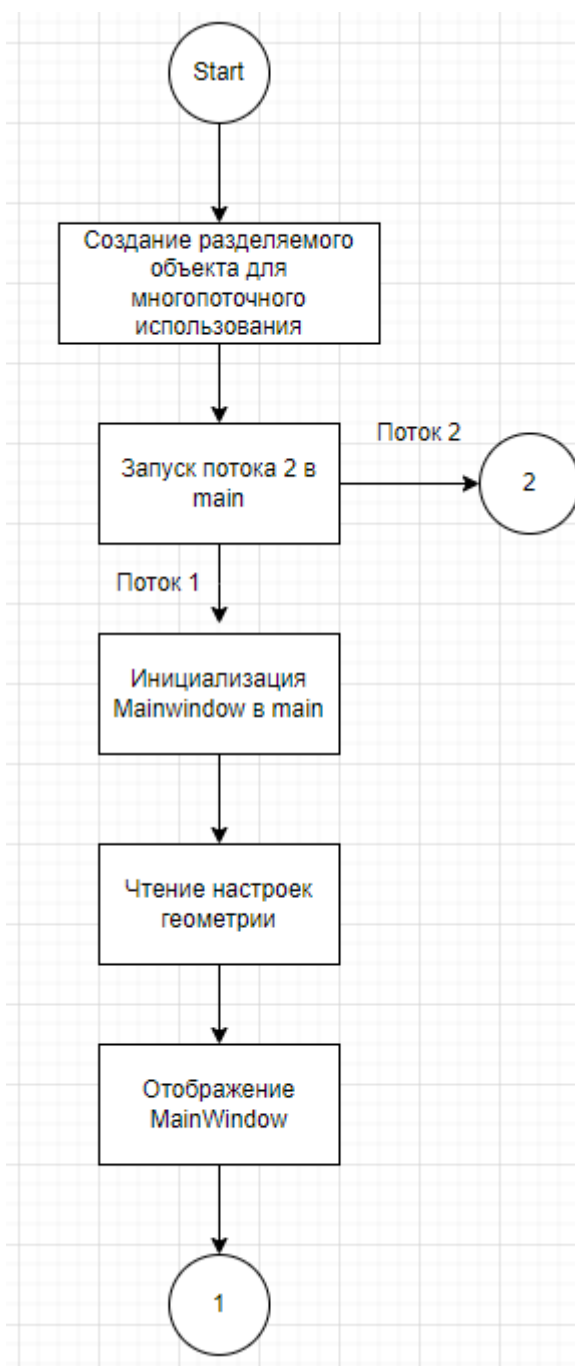 Start
Создание разделяемого
объекта для
многопоточного
использования
Поток 2
Запуск потока 2 в
main
2
Поток 1
Инициализация
Mainwindow в main
Чтение настроек
геометрии
Отображение
MainWindow
1